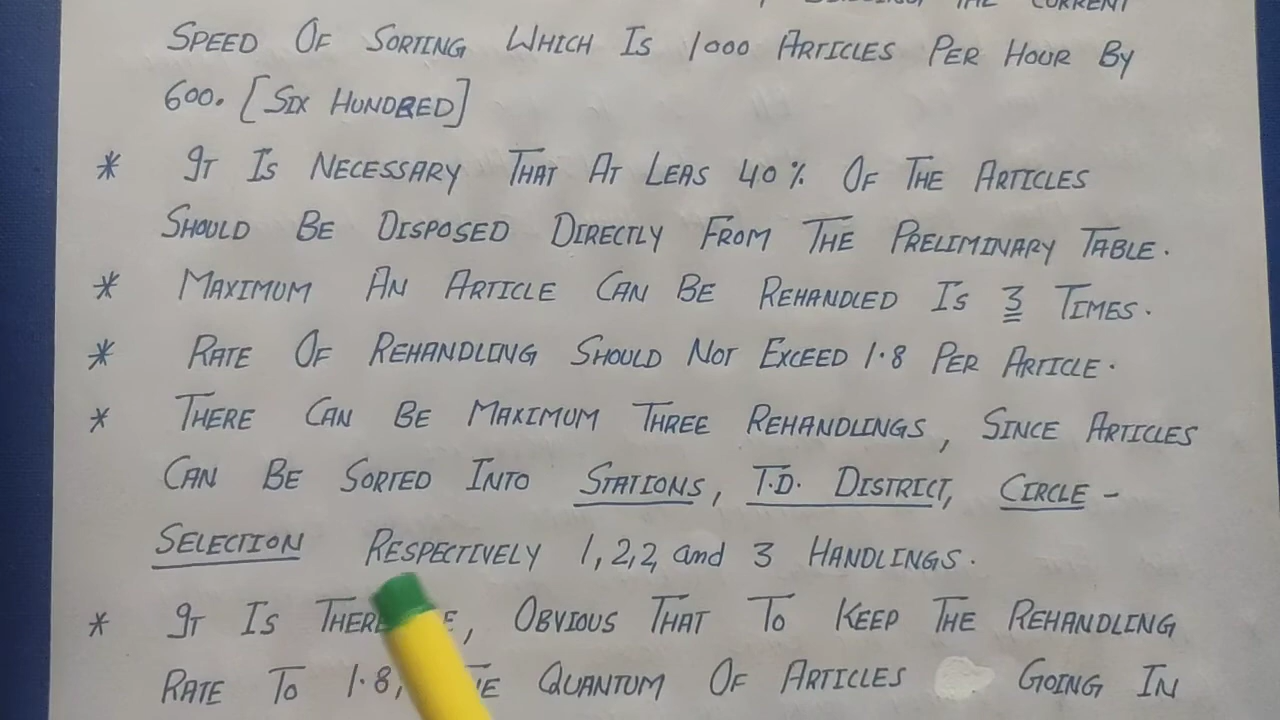 THE CURRENT
SPEED OF SORTING WHICH IS 1000 ARTICLES PER HOUR BY
600. [SIX HUNDRED]
* IT IS NECESSARY THAT AT LEAS 40% OF THE ARTICLES
SHOULD BE DISPOSED DIRECTLY FROM THE PRELIMINARY TABLE.
* MAXIMUM AN ARTICLE CAN BE REHANDLED IS 3 TIMES.
* RATE OF REHANDLING SHOULD NOT EXCEED 1.8 PER ARTICLE.
* THERE CAN BE MAXIMUM THREE REHANDLINGS, SINCE ARTICLES
CAN BE SORTED INTO STATIONS, T.D. DISTRICT, CIRCLE -
SELECTION RESPECTIVELY 1,2,2, and 3 HANDLINGS.
* IT IS OBVIOUS THAT TO KEEP THE REHANDLING
RATE TO 1.8, QUANTUM OF ARTICLES GOING IN